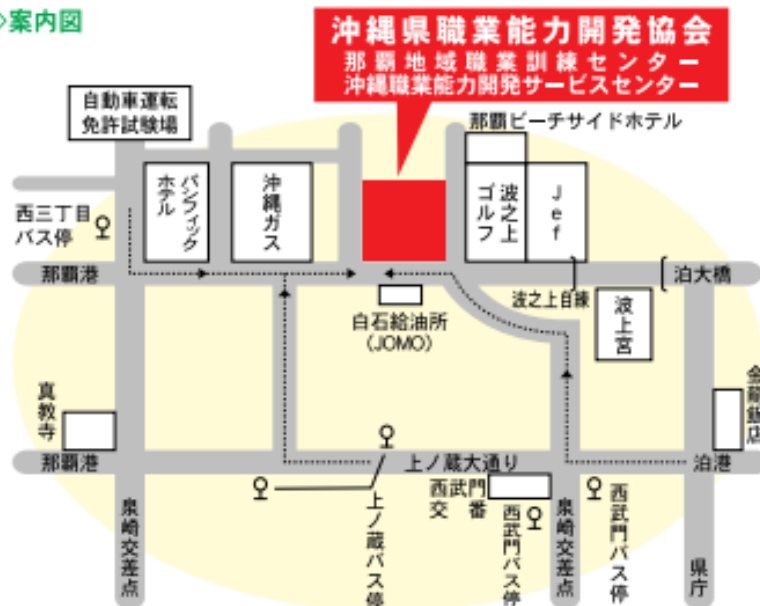 案内図
沖縄県職業能力開発協会
那覇地域職業訓練センター
沖縄職業能力開発サービスセンター
自動車運転
免許試験場
那覇ビーチサイドホテル
パシフィック
ホテル
沖縄ガス
波之上
ゴルフ
Jef
西三丁目
バス停
那覇港
泊大橋
白石給油所
(JOMO)
波之上自練
波上宮
真教寺
金龍飯店
那覇港
上ノ蔵大通り
泊港
西武門
交番
上ノ蔵バス停
西武門バス停
西武門バス停
泉崎交差点
泉崎交差点
県庁